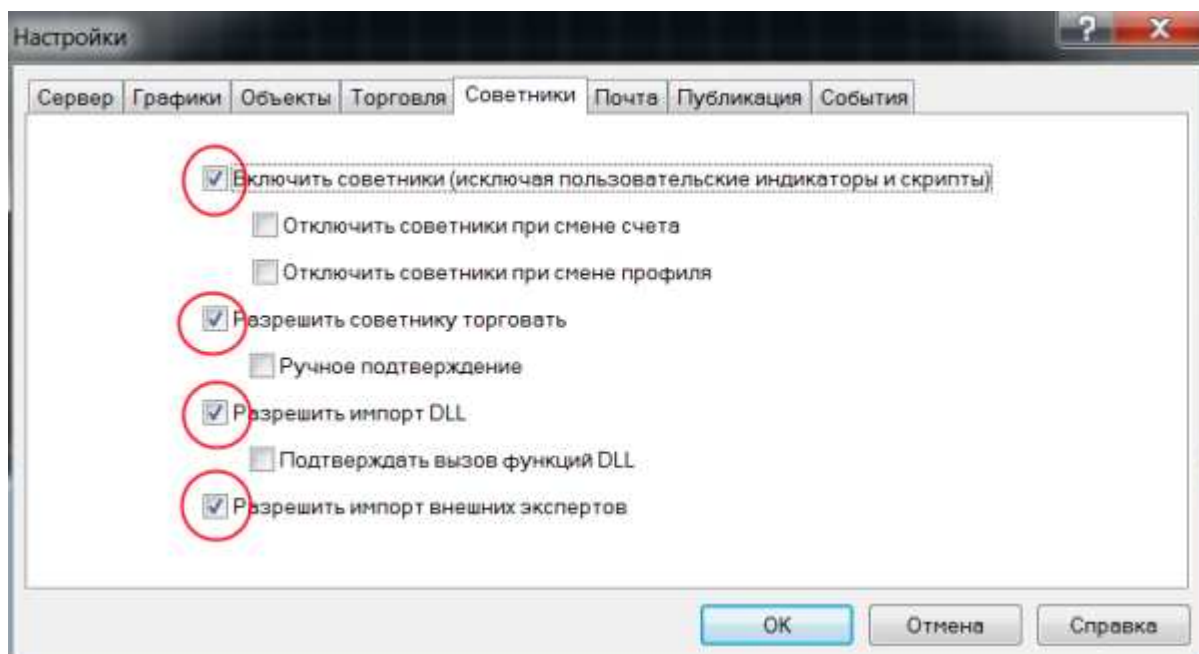 Настройки
?
X
Сервер Графики Объекты Торговля Советники Почта Публикация События
Включить советники (исключая пользовательские индикаторы и скрипты)
Отключить советники при смене счета
Отключить советники при смене профиля
Разрешить советнику торговать
Ручное подтверждение
Разрешить импорт DLL
Подтверждать вызов функций DLL
Разрешить импорт внешних экспертов
OK Отмена Справка